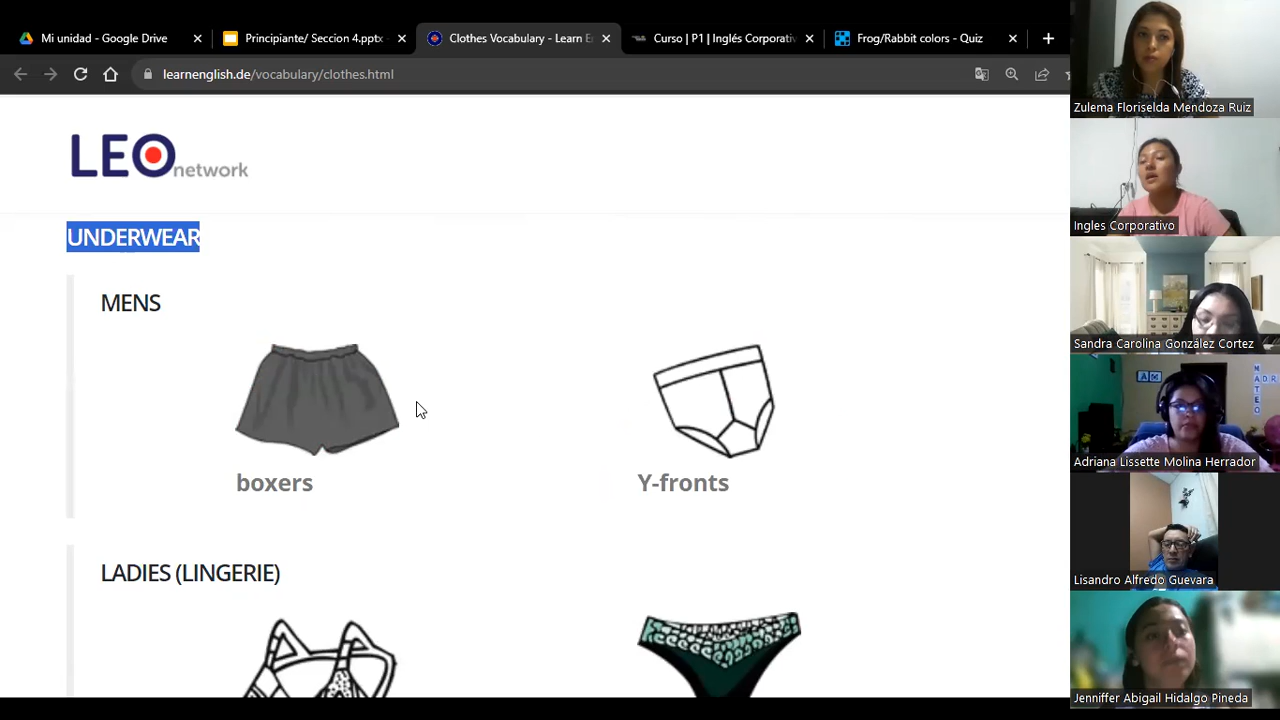 Mi unidad - Google Drive
Principiante/ Seccion 4.pptx -
Clothes Vocabulary - Learn E
Curso | P1 | Inglés Corporativ
Frog/Rabbit colors - Quiz
learnenglish.de/vocabulary/clothes.html
LEO network
UNDERWEAR
MENS
boxers
Y-fronts
LADIES (LINGERIE)
Zulema Floriselda Mendoza Ruiz
Ingles Corporativo
Sandra Carolina González Cortez
Adriana Lissette Molina Herrador
Lisandro Alfredo Guevara
Jenniffer Abigail Hidalgo Pineda